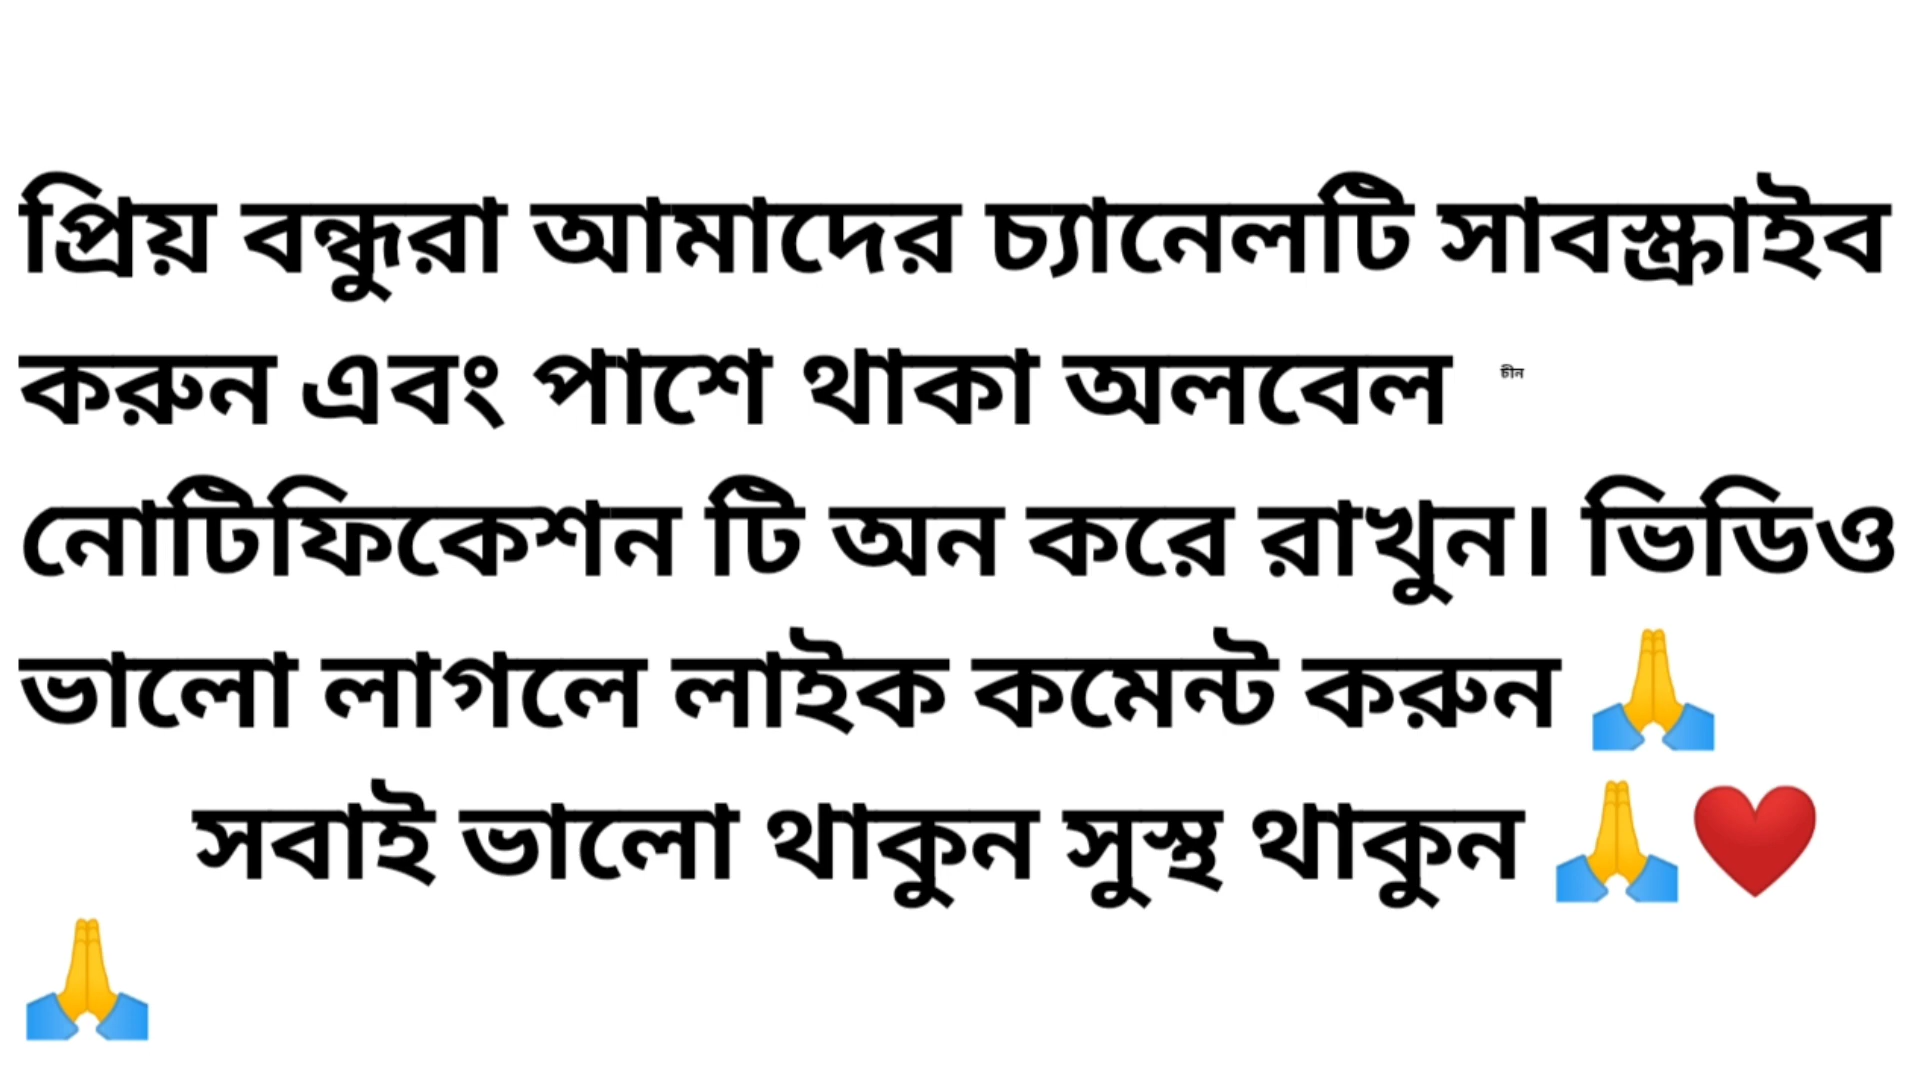 প্রিয় বন্ধুরা আমাদের চ্যানেলটি সাবস্ক্রাইব
করুন এবং পাশে থাকা অলবেল চীন
নোটিফিকেশন টি অন করে রাখুন। ভিডিও
ভালো লাগলে লাইক কমেন্ট করুন 🙏
সবাই ভালো থাকুন সুস্থ থাকুন 🙏❤️
🙏